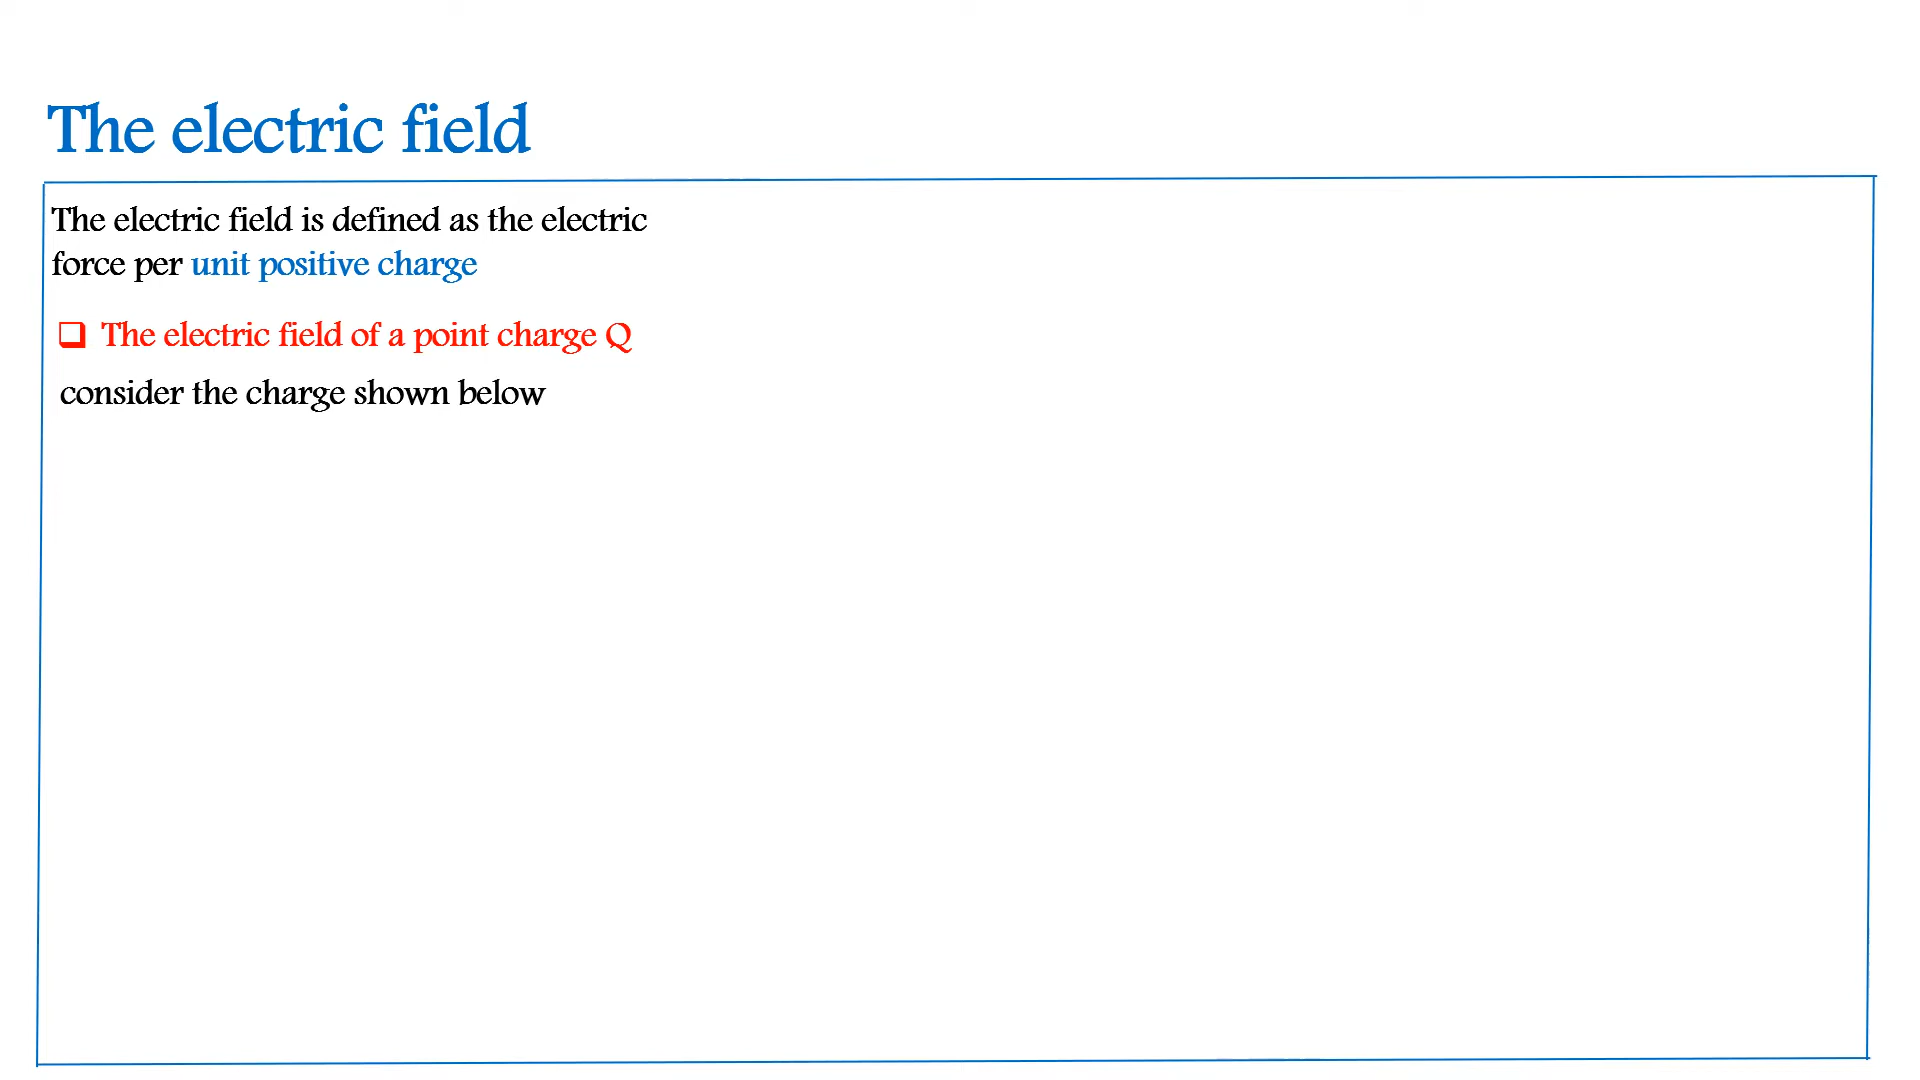 The electric field
The electric field is defined as the electric
force per unit positive charge
❑ The electric field of a point charge Q
consider the charge shown below